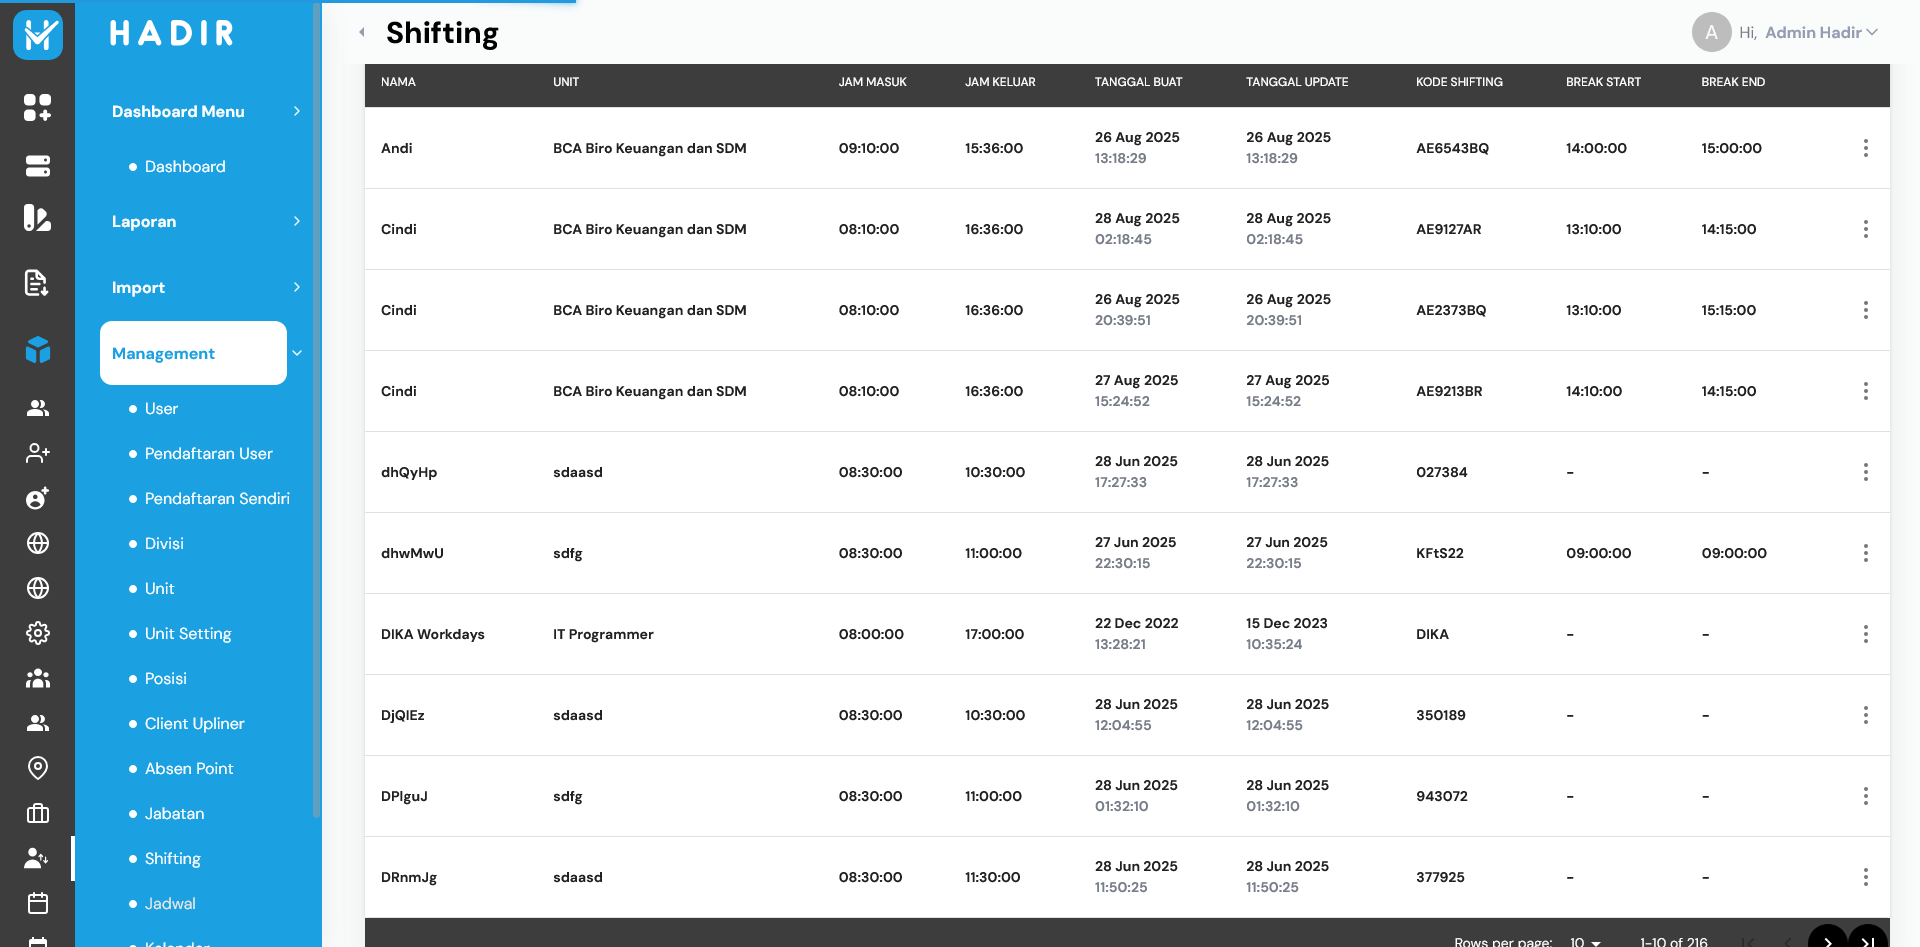 HADIR
Shifting
A Hi, Admin Hadir
Dashboard Menu
Dashboard
Laporan
Import
Management
User
Pendaftaran User
Pendaftaran Sendiri
Divisi
Unit
Unit Setting
Posisi
Client Upliner
Absen Point
Jabatan
Shifting
Jadwal
Kalender
NAMA UNIT JAM MASUK JAM KELUAR TANGGAL BUAT TANGGAL UPDATE KODE SHIFTING BREAK START BREAK END
Andi BCA Biro Keuangan dan SDM 09:10:00 15:36:00 26 Aug 2025 26 Aug 2025 AE6543BQ 14:00:00 15:00:00
13:18:29 13:18:29
Cindi BCA Biro Keuangan dan SDM 08:10:00 16:36:00 28 Aug 2025 28 Aug 2025 AE9127AR 13:10:00 14:15:00
02:18:45 02:18:45
Cindi BCA Biro Keuangan dan SDM 08:10:00 16:36:00 26 Aug 2025 26 Aug 2025 AE2373BQ 13:10:00 15:15:00
20:39:51 20:39:51
Cindi BCA Biro Keuangan dan SDM 08:10:00 16:36:00 27 Aug 2025 27 Aug 2025 AE9213BR 14:10:00 14:15:00
15:24:52 15:24:52
dhQyHp sdaasd 08:30:00 10:30:00 28 Jun 2025 28 Jun 2025 027384 - -
17:27:33 17:27:33
dhwMwU sdfg 08:30:00 11:00:00 27 Jun 2025 27 Jun 2025 KFtS22 09:00:00 09:00:00
22:30:15 22:30:15
DIKA Workdays IT Programmer 08:00:00 17:00:00 22 Dec 2022 15 Dec 2023 DIKA - -
13:28:21 10:35:24
DjQIEz sdaasd 08:30:00 10:30:00 28 Jun 2025 28 Jun 2025 350189 - -
12:04:55 12:04:55
DPIguJ sdfg 08:30:00 11:00:00 28 Jun 2025 28 Jun 2025 943072 - -
01:32:10 01:32:10
DRnmJg sdaasd 08:30:00 11:30:00 28 Jun 2025 28 Jun 2025 377925 - -
11:50:25 11:50:25
Rows per page: 10 1-10 of 216